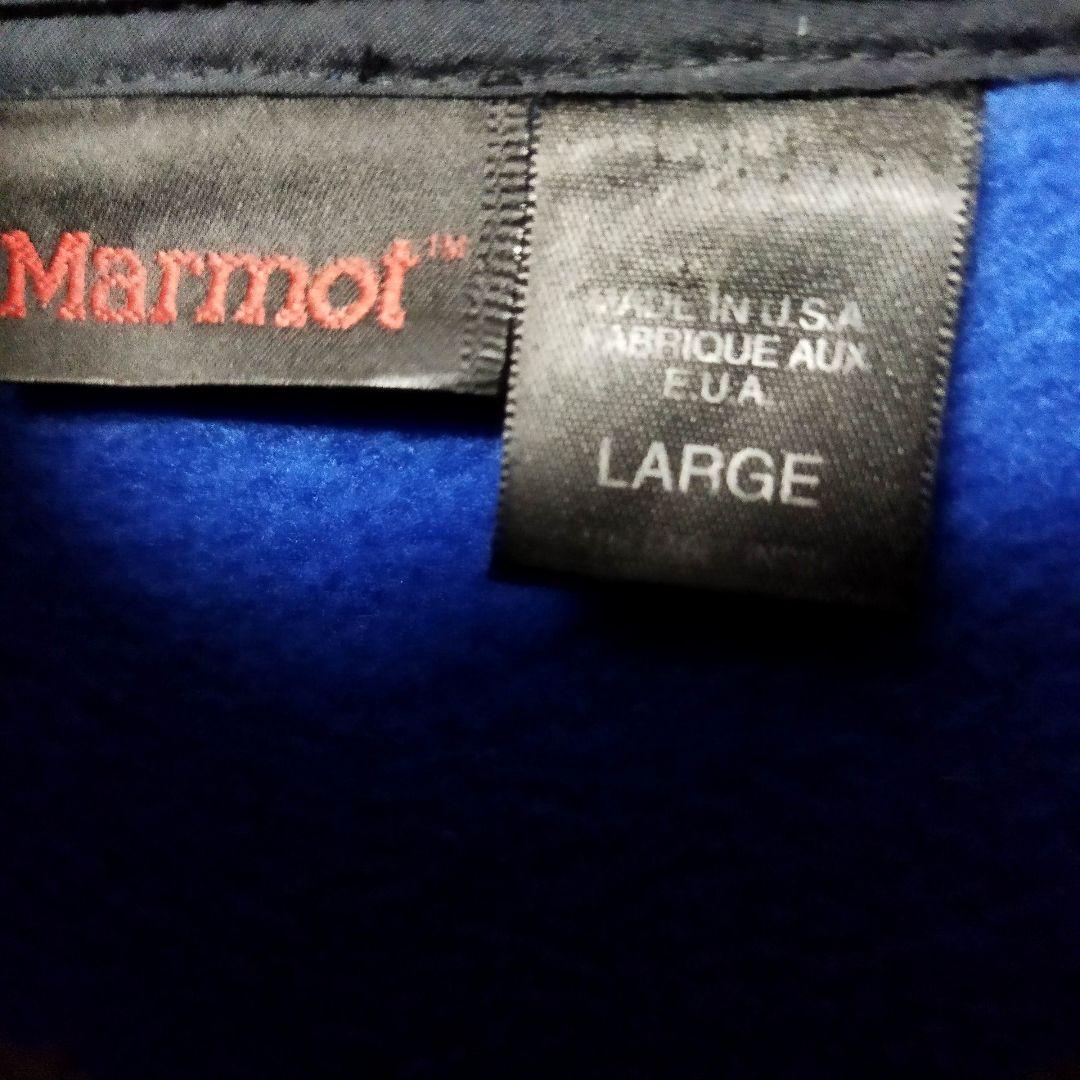 Marmot™
MADE IN U.S.A
FABRIQUE AUX
E.U.A.
LARGE